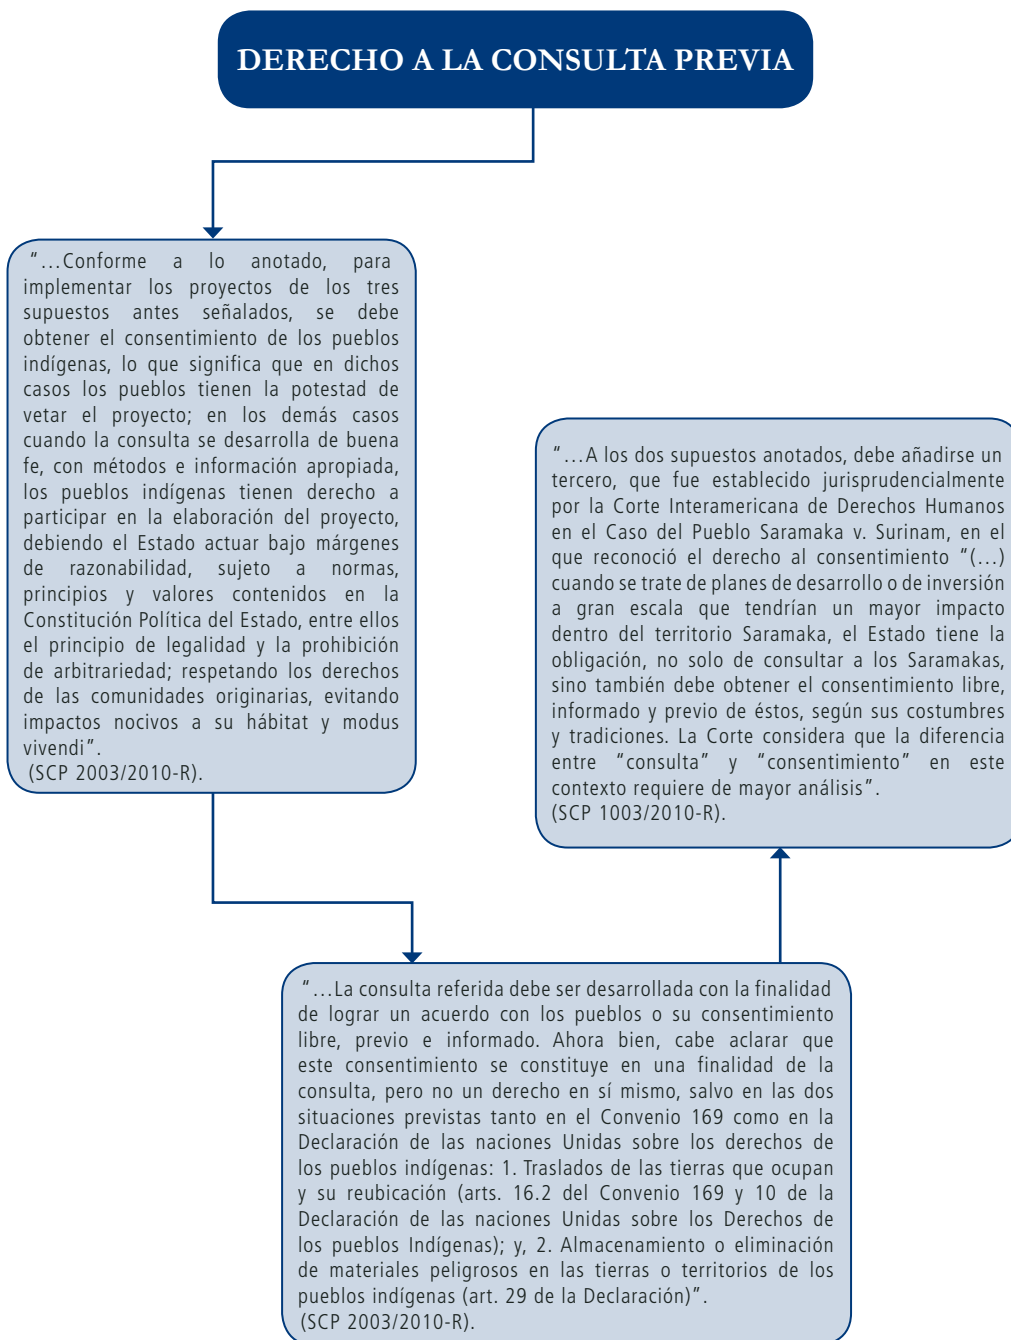 DERECHO A LA CONSULTA PREVIA
"…Conforme a lo anotado, para
implementar los proyectos de los tres
supuestos antes señalados, se debe
obtener el consentimiento de los pueblos
indígenas, lo que significa que en dichos
casos los pueblos tienen la potestad de
vetar el proyecto; en los demás casos
cuando la consulta se desarrolla de buena
fe, con métodos e información apropiada,
los pueblos indígenas tienen derecho a
participar en la elaboración del proyecto,
debiendo el Estado actuar bajo márgenes
de razonabilidad, sujeto a normas,
principios y valores contenidos en la
Constitución Política del Estado, entre ellos
el principio de legalidad y la prohibición
de arbitrariedad; respetando los derechos
de las comunidades originarias, evitando
impactos nocivos a su hábitat y modus
vivendi".
(SCP 2003/2010-R).
"…La consulta referida debe ser desarrollada con la finalidad
de lograr un acuerdo con los pueblos o su consentimiento
libre, previo e informado. Ahora bien, cabe aclarar que
este consentimiento se constituye en una finalidad de la
consulta, pero no un derecho en sí mismo, salvo en las dos
situaciones previstas tanto en el Convenio 169 como en la
Declaración de las naciones Unidas sobre los derechos de
los pueblos indígenas: 1. Traslados de las tierras que ocupan
y su reubicación (arts. 16.2 del Convenio 169 y 10 de la
Declaración de las naciones Unidas sobre los Derechos de
los pueblos Indígenas); y, 2. Almacenamiento o eliminación
de materiales peligrosos en las tierras o territorios de los
pueblos indígenas (art. 29 de la Declaración)".
(SCP 2003/2010-R).
"…A los dos supuestos anotados, debe añadirse un
tercero, que fue establecido jurisprudencialmente
por la Corte Interamericana de Derechos Humanos
en el Caso del Pueblo Saramaka v. Surinam, en el
que reconoció el derecho al consentimiento "(…)
cuando se trate de planes de desarrollo o de inversión
a gran escala que tendrían un mayor impacto
dentro del territorio Saramaka, el Estado tiene la
obligación, no solo de consultar a los Saramakas,
sino también debe obtener el consentimiento libre,
informado y previo de éstos, según sus costumbres
y tradiciones. La Corte considera que la diferencia
entre "consulta" y "consentimiento" en este
contexto requiere de mayor análisis".
(SCP 1003/2010-R).